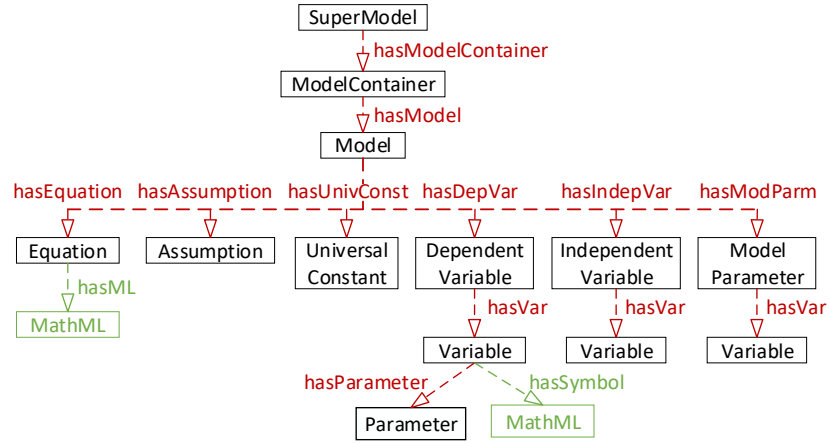 SuperModel
hasModelContainer
ModelContainer
hasModel
Model
hasEquation hasAssumption hasUnivConst hasDepVar hasIndepVar hasModParm
Equation Assumption Universal Dependent Independent Model
Constant Variable Variable Parameter
hasML hasVar hasVar hasVar
MathML Variable Variable Variable
hasParameter hasSymbol
Parameter MathML